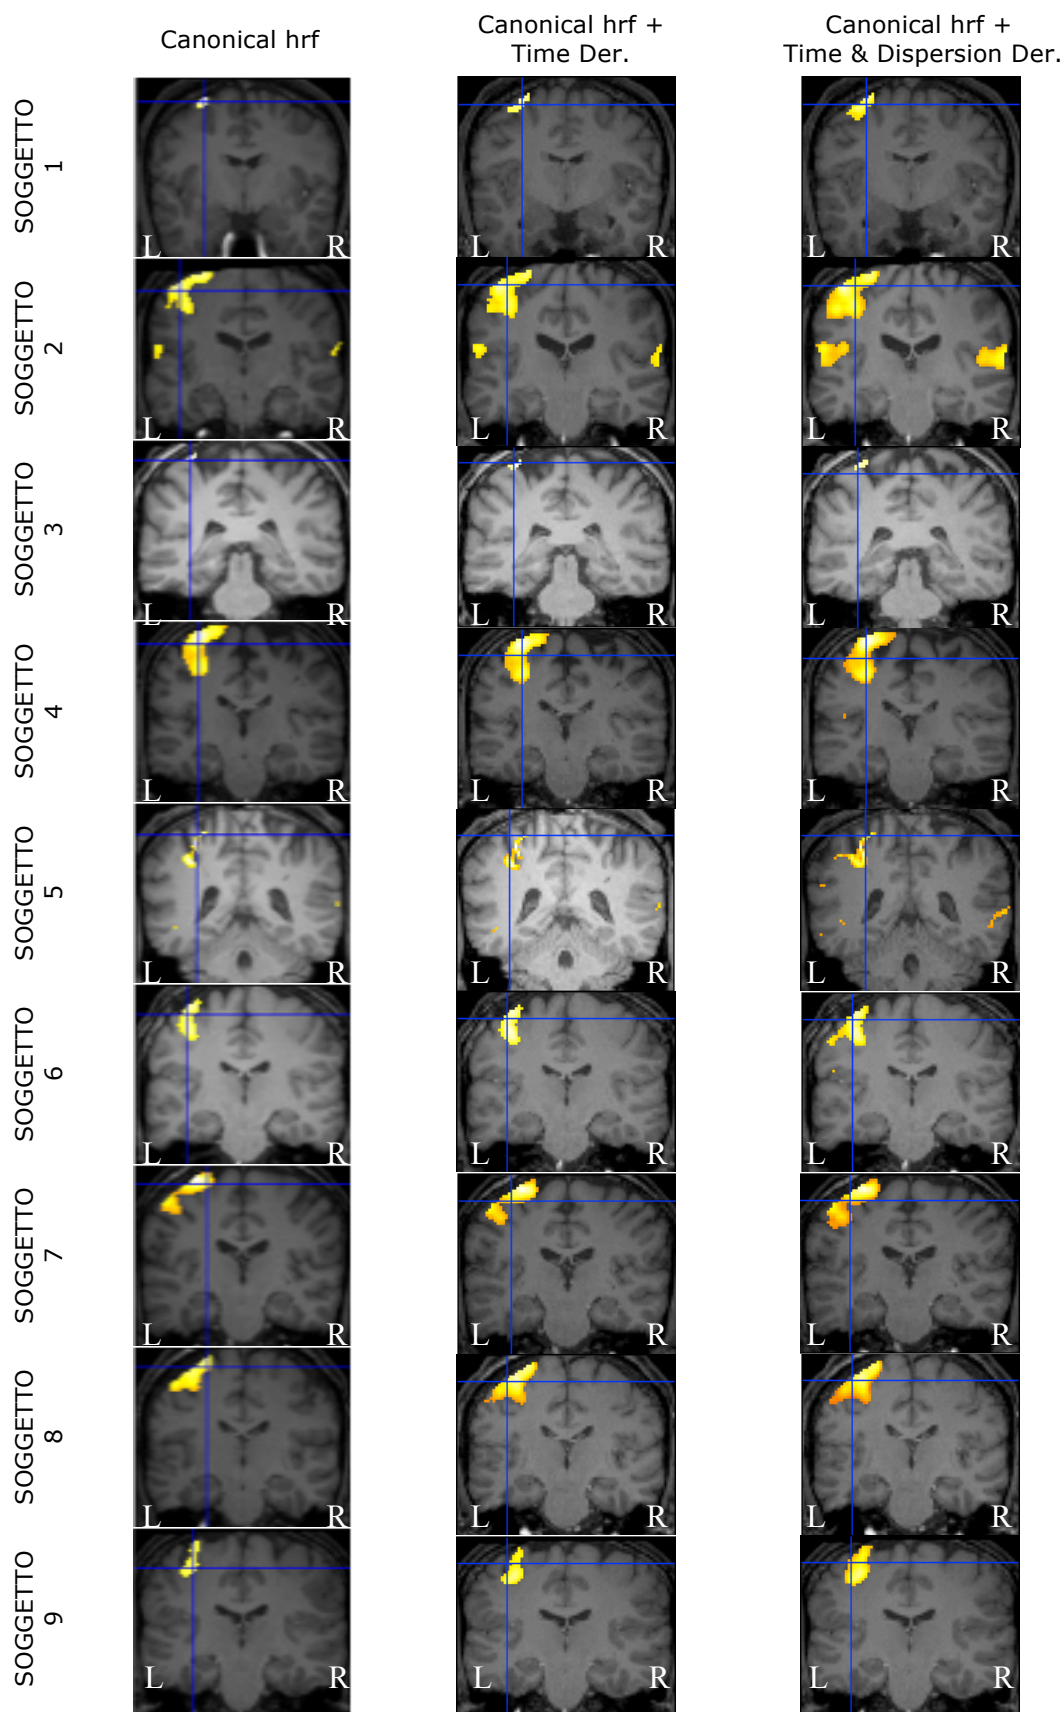 Canonical hrf
Canonical hrf +
Time Der.
Canonical hrf +
Time & Dispersion Der.
SOGGETTO
1
L R
L R
L R
SOGGETTO
2
L R
L R
L R
SOGGETTO
3
L R
L R
L R
SOGGETTO
4
L R
L R
L R
SOGGETTO
5
L R
L R
L R
SOGGETTO
6
L R
L R
L R
SOGGETTO
7
L R
L R
L R
SOGGETTO
8
L R
L R
L R
SOGGETTO
9
L R
L R
L R